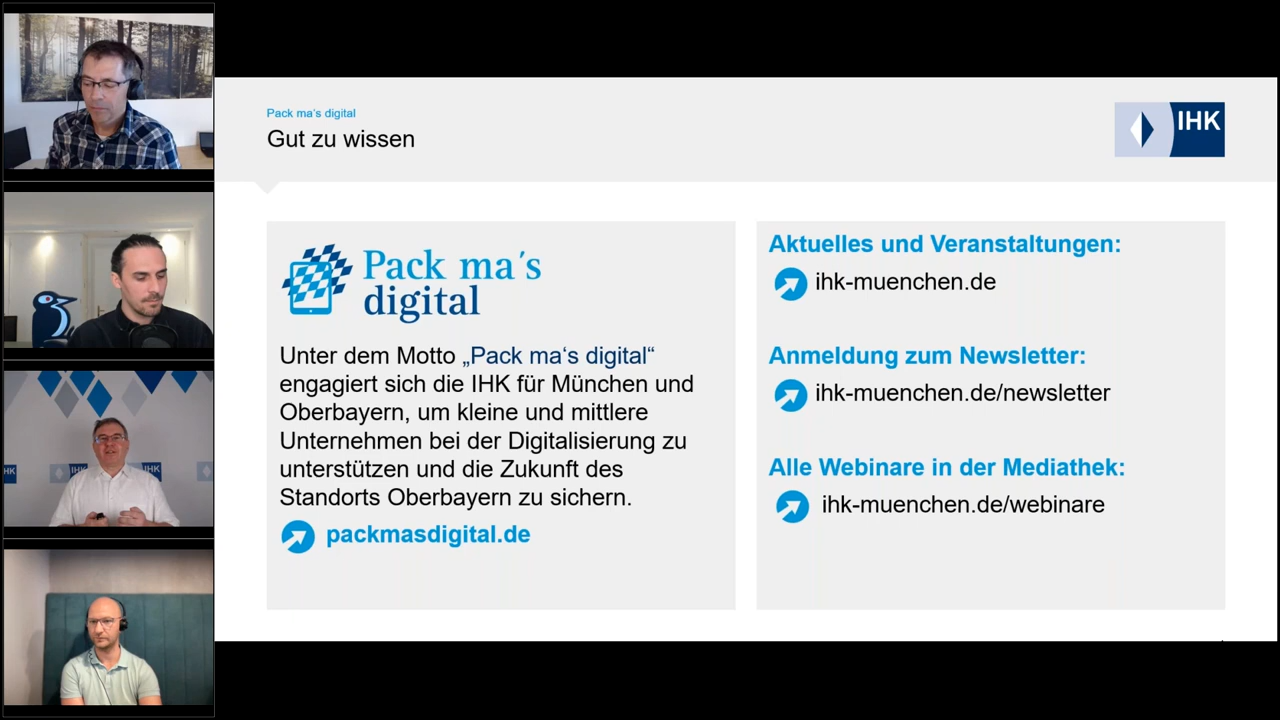 Pack ma‘s digital
Gut zu wissen
IHK
Pack ma´s
digital
Unter dem Motto „Pack ma‘s digital“
engagiert sich die IHK für München und
Oberbayern, um kleine und mittlere
Unternehmen bei der Digitalisierung zu
unterstützen und die Zukunft des
Standorts Oberbayern zu sichern.
packmasdigital.de
Aktuelles und Veranstaltungen:
ihk-muenchen.de
Anmeldung zum Newsletter:
ihk-muenchen.de/newsletter
Alle Webinare in der Mediathek:
ihk-muenchen.de/webinare
IHK
IHK